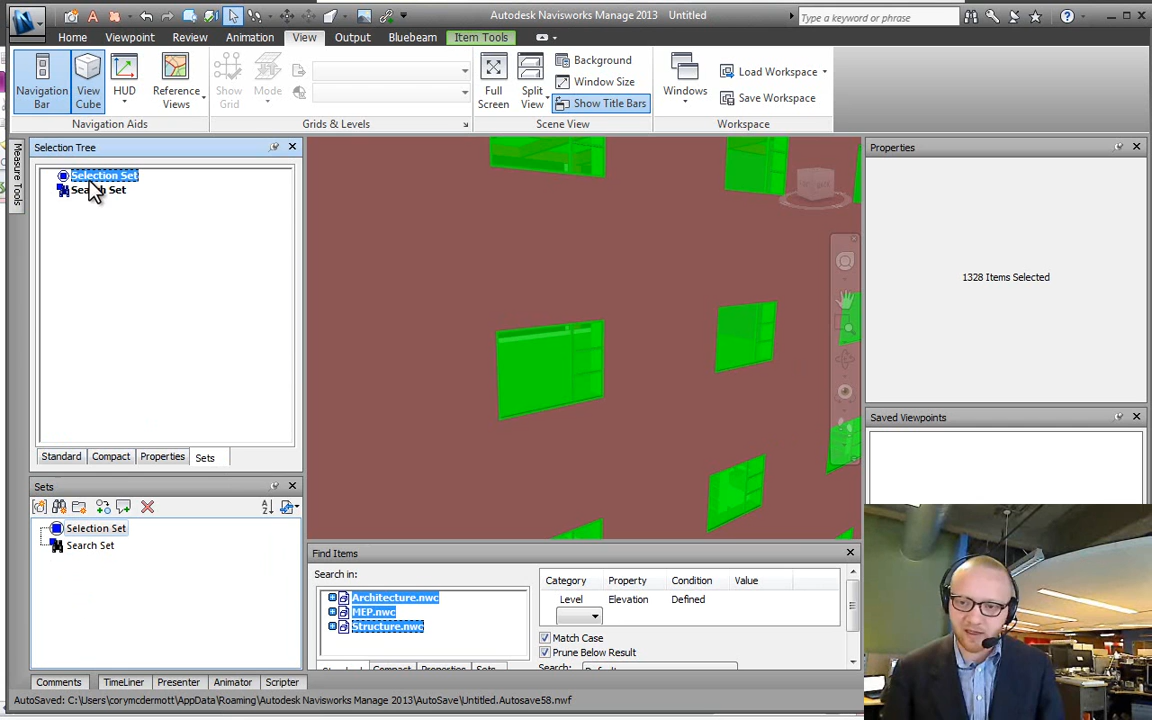 Autodesk Navisworks Manage 2013 Untitled
Type a keyword or phrase
Home Viewpoint Review Animation View Output Bluebeam Item Tools
Navigation Bar
View Cube
HUD
Reference Views
Navigation Aids
Show Grid
Mode
Grids & Levels
Full Screen
Split View
Background
Window Size
Show Title Bars
Scene View
Windows
Load Workspace
Save Workspace
Workspace
Measure Tools
Selection Tree
Selection Set
Search Set
Standard Compact Properties Sets
Sets
Selection Set
Search Set
Properties
1328 Items Selected
Saved Viewpoints
Find Items
Search in:
Architecture.nwc
MEP.nwc
Structure.nwc
Category Property Condition Value
Level Elevation Defined
Match Case
Prune Below Result
Search:
Comments TimeLiner Presenter Animator Scripter
AutoSaved: C:\Users\corymcdermott\AppData\Roaming\Autodesk Navisworks Manage 2013\AutoSave\Untitled.Autosave58.nwf